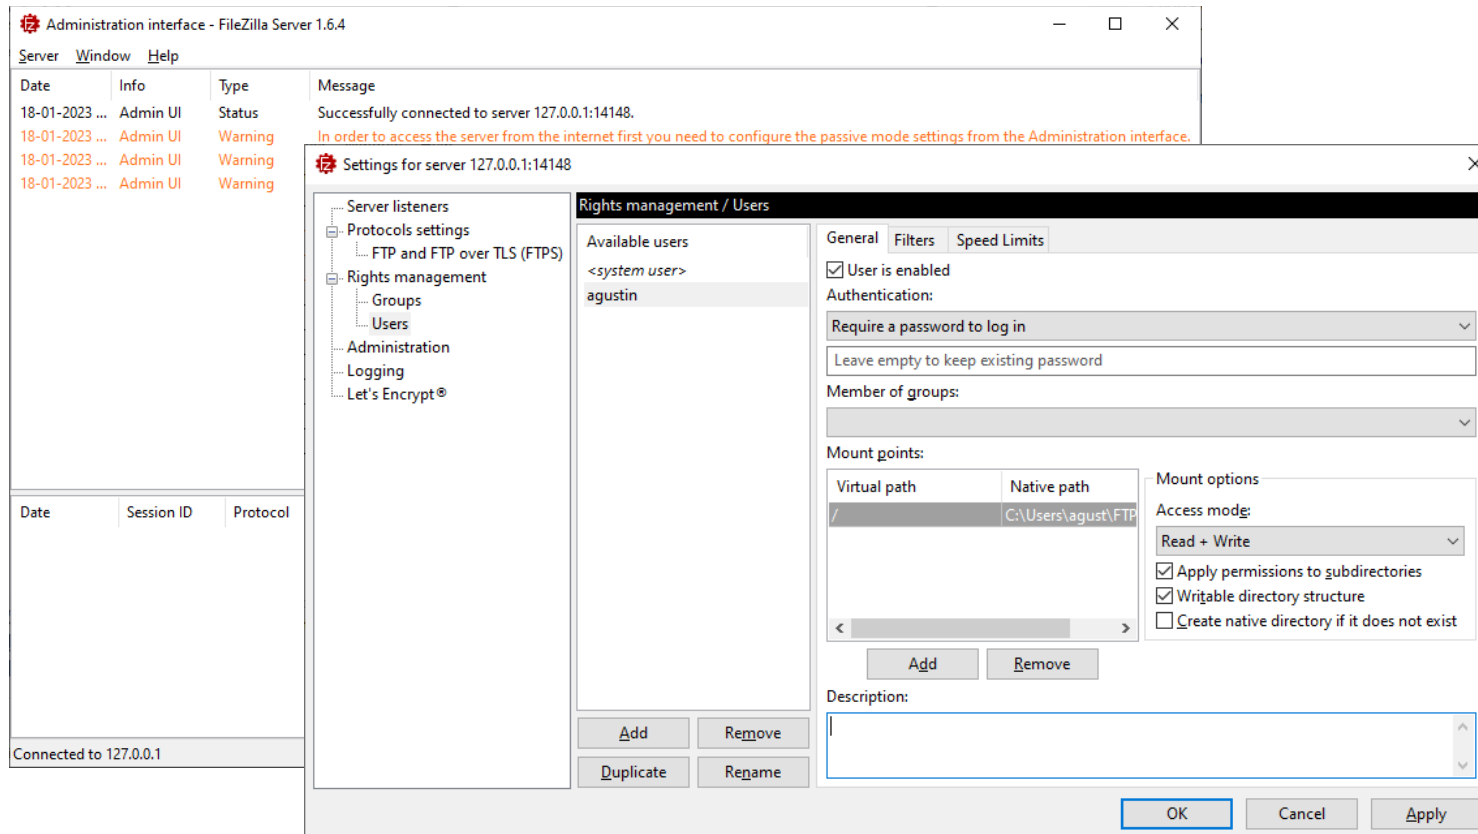 Administration interface - FileZilla Server 1.6.4
Server Window Help
Date Info Type Message
18-01-2023 ... Admin UI Status Successfully connected to server 127.0.0.1:14148.
18-01-2023 ... Admin UI Warning In order to access the server from the internet first you need to configure the passive mode settings from the Administration interface.
18-01-2023 ... Admin UI Warning
18-01-2023 ... Admin UI Warning
Date Session ID Protocol
Connected to 127.0.0.1
Settings for server 127.0.0.1:14148
Server listeners
Protocols settings
FTP and FTP over TLS (FTPS)
Rights management
Groups
Users
Administration
Logging
Let's Encrypt®
Rights management / Users
Available users
<system user>
agustin
Add Remove
Duplicate Rename
General Filters Speed Limits
User is enabled
Authentication:
Require a password to log in
Leave empty to keep existing password
Member of groups:
Mount points:
Virtual path Native path
/ C:\Users\agust\FTP
Add Remove
Mount options
Access mode:
Read + Write
Apply permissions to subdirectories
Writable directory structure
Create native directory if it does not exist
Description:
OK Cancel Apply